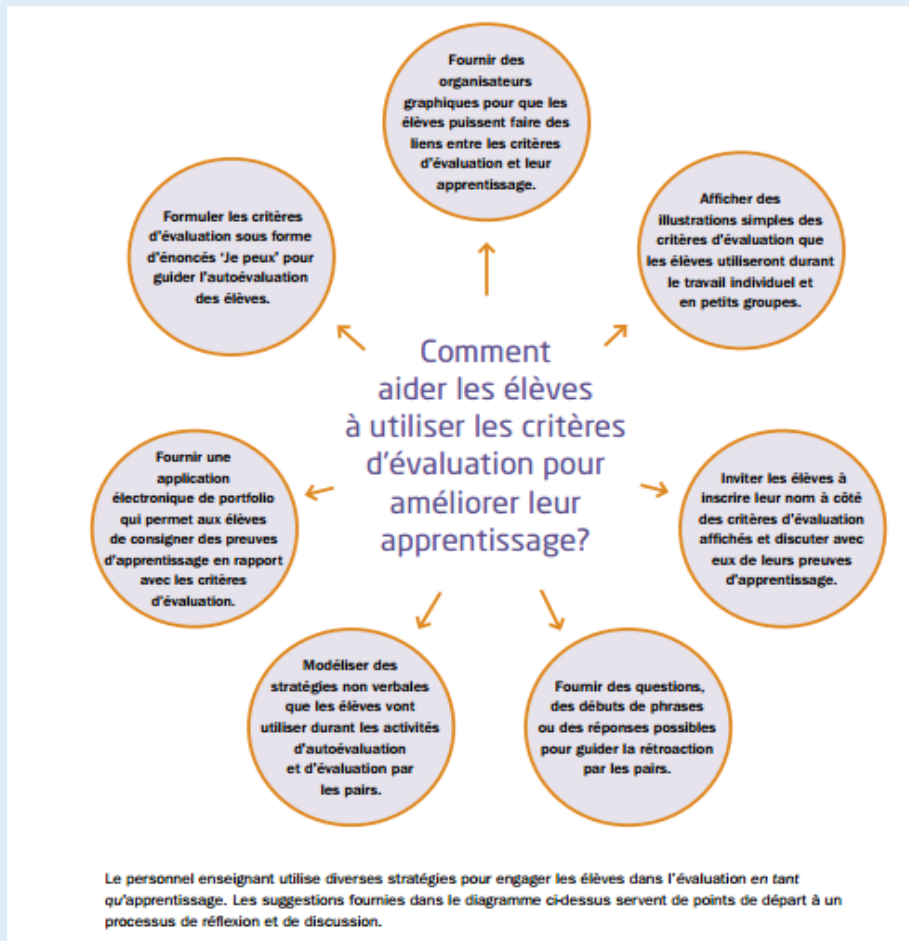 Fournir des
organisateurs
graphiques pour que les
élèves puissent faire des
liens entre les critères
d'évaluation et leur
apprentissage.
Formuler les critères
d'évaluation sous forme
d'énoncés 'Je peux' pour
guider l'autoévaluation
des élèves.
Afficher des
illustrations simples des
critères d'évaluation que
les élèves utiliseront durant
le travail individuel et
en petits groupes.
Comment
aider les élèves
à utiliser les critères
d'évaluation pour
améliorer leur
apprentissage?
Fournir une
application
électronique de portfolio
qui permet aux élèves
de consigner des preuves
d'apprentissage en rapport
avec les critères
d'évaluation.
Inviter les élèves à
inscrire leur nom à côté
des critères d'évaluation
affichés et discuter avec
eux de leurs preuves
d'apprentissage.
Modéliser des
stratégies non verbales
que les élèves vont
utiliser durant les activités
d'autoévaluation
et d'évaluation par
les pairs.
Fournir des questions,
des débuts de phrases
ou des réponses possibles
pour guider la rétroaction
par les pairs.
Le personnel enseignant utilise diverses stratégies pour engager les élèves dans l'évaluation en tant
qu'apprentissage. Les suggestions fournies dans le diagramme ci-dessus servent de points de départ à un
processus de réflexion et de discussion.